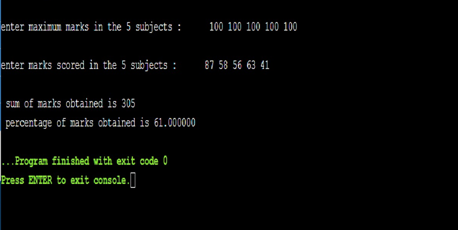 enter maximum marks in the 5 subjects : 100 100 100 100 100
enter marks scored in the 5 subjects : 87 58 56 63 41
sum of marks obtained is 305
percentage of marks obtained is 61.000000
...Program finished with exit code 0
Press ENTER to exit console.